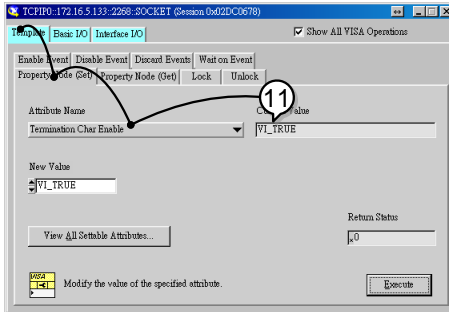 TCPIP0::172.16.5.133::2268::SOCKET (Session 0x02DC0678)
Template Basic I/O Interface I/O Show All VISA Operations
Enable Event Disable Event Discard Events Wait on Event
Property Node (Set) Property Node (Get) Lock Unlock
11
Attribute Name Value
Termination Char Enable VI_TRUE
New Value
VI_TRUE
Return Status
View All Settable Attributes... x0
VISA
Modify the value of the specified attribute. Execute